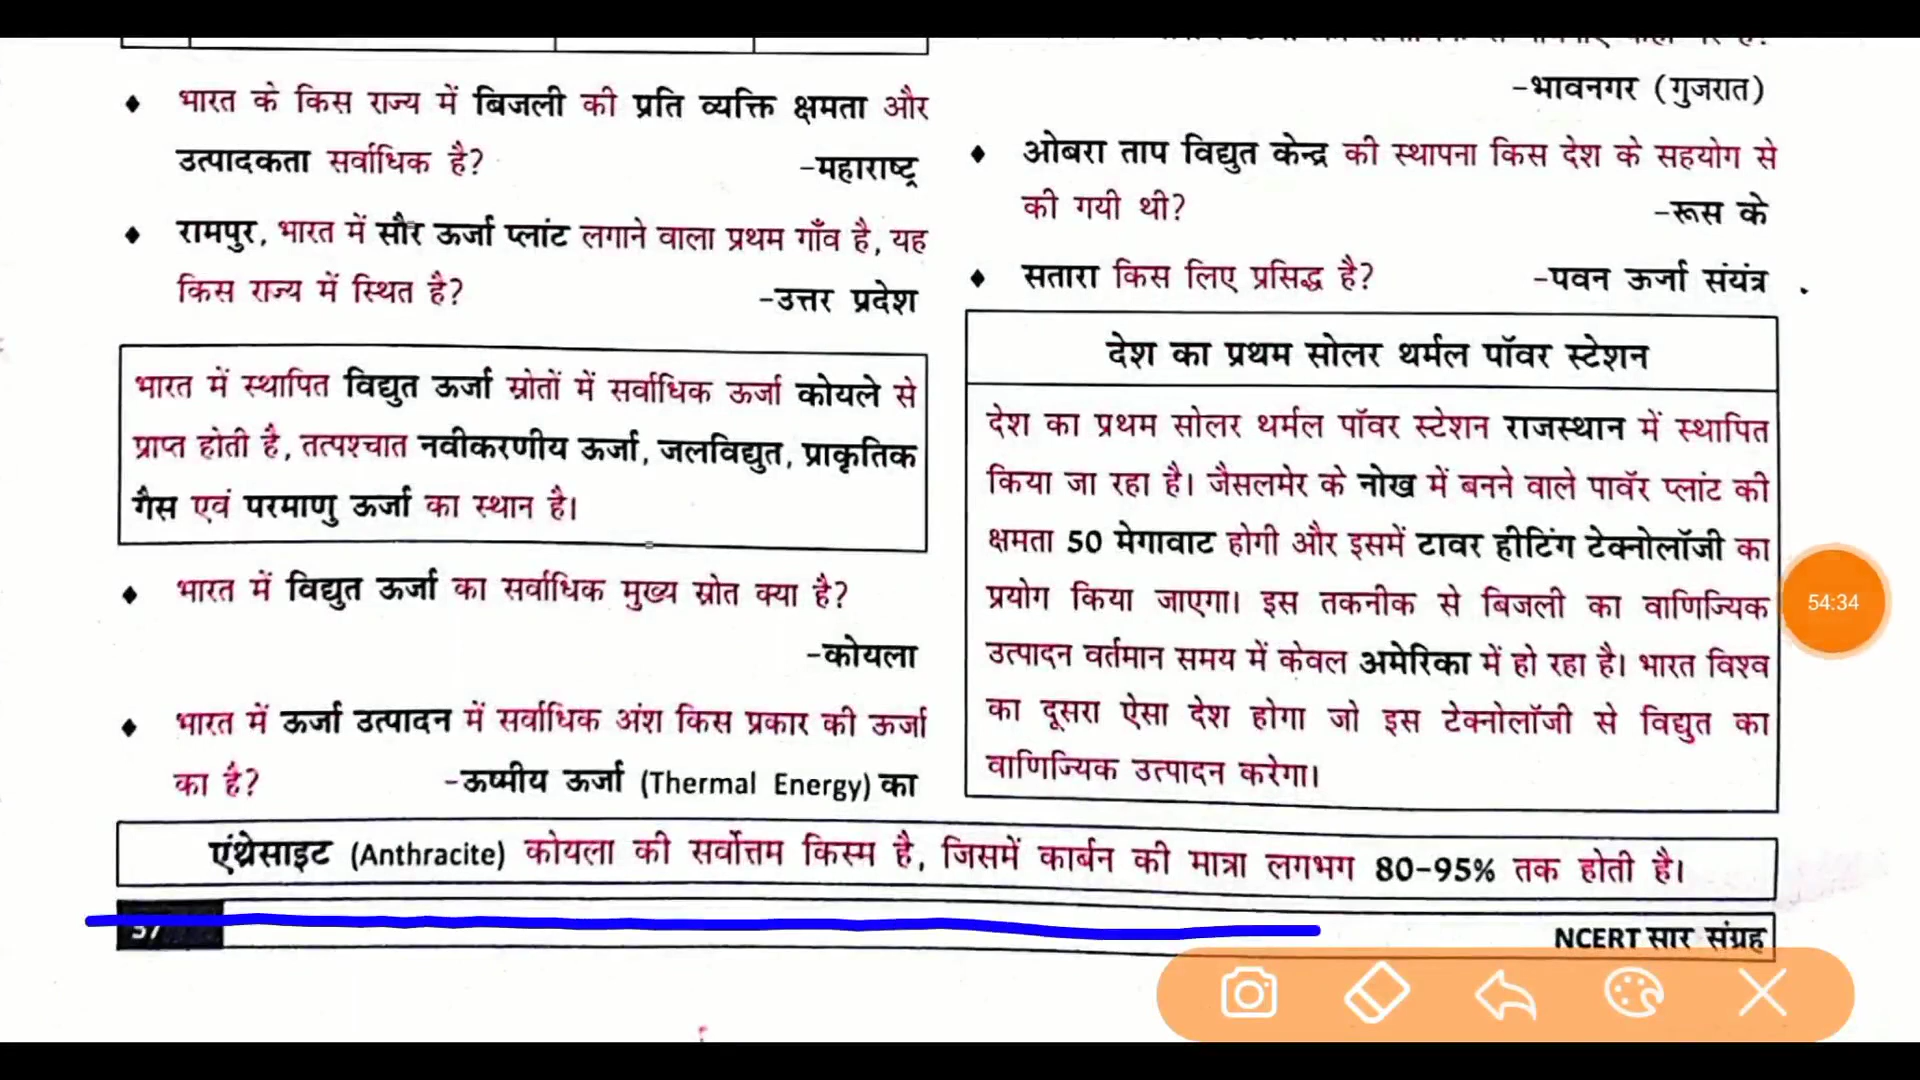 ♦ भारत के किस राज्य में बिजली की प्रति व्यक्ति क्षमता और
उत्पादकता सर्वाधिक है? -महाराष्ट्र
♦ रामपुर, भारत में सौर ऊर्जा प्लांट लगाने वाला प्रथम गाँव है, यह
किस राज्य में स्थित है? -उत्तर प्रदेश
भारत में स्थापित विद्युत ऊर्जा स्रोतों में सर्वाधिक ऊर्जा कोयले से
प्राप्त होती है, तत्पश्चात नवीकरणीय ऊर्जा, जलविद्युत, प्राकृतिक
गैस एवं परमाणु ऊर्जा का स्थान है।
♦ भारत में विद्युत ऊर्जा का सर्वाधिक मुख्य स्रोत क्या है?
-कोयला
♦ भारत में ऊर्जा उत्पादन में सर्वाधिक अंश किस प्रकार की ऊर्जा
का है? -ऊष्मीय ऊर्जा (Thermal Energy) का
-भावनगर (गुजरात)
♦ ओबरा ताप विद्युत केन्द्र की स्थापना किस देश के सहयोग से
की गयी थी? -रूस के
♦ सतारा किस लिए प्रसिद्ध है? -पवन ऊर्जा संयंत्र
देश का प्रथम सोलर थर्मल पॉवर स्टेशन
देश का प्रथम सोलर थर्मल पॉवर स्टेशन राजस्थान में स्थापित
किया जा रहा है। जैसलमेर के नोख में बनने वाले पावॅर प्लांट की
क्षमता 50 मेगावाट होगी और इसमें टावर हीटिंग टेक्नोलॉजी का
प्रयोग किया जाएगा। इस तकनीक से बिजली का वाणिज्यिक
उत्पादन वर्तमान समय में केवल अमेरिका में हो रहा है। भारत विश्व
का दूसरा ऐसा देश होगा जो इस टेक्नोलॉजी से विद्युत का
वाणिज्यिक उत्पादन करेगा।
54:34
एंथ्रेसाइट (Anthracite) कोयला की सर्वोत्तम किस्म है, जिसमें कार्बन की मात्रा लगभग 80-95% तक होती है।
57
NCERT सार संग्रह